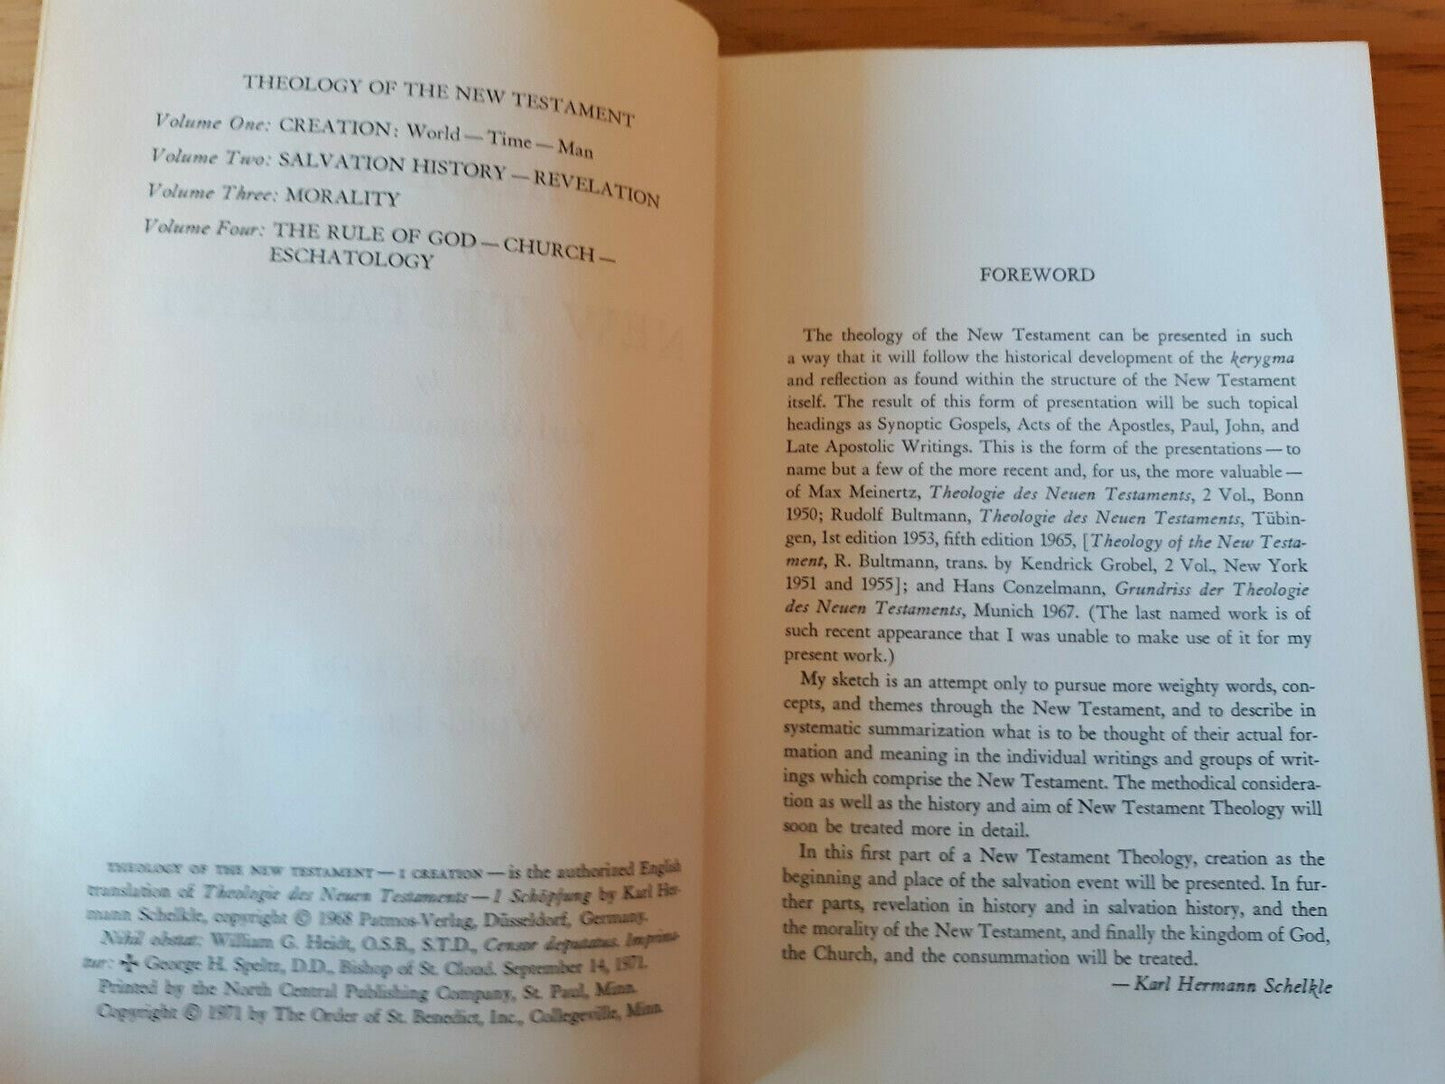 THEOLOGY OF THE NEW TESTAMENT
Volume One: CREATION: World — Time — Man
Volume Two: SALVATION HISTORY — REVELATION
Volume Three: MORALITY
Volume Four: THE RULE OF GOD — CHURCH —
ESCHATOLOGY
THEOLOGY OF THE NEW TESTAMENT — I CREATION — is the authorized English
translation of Theologie des Neuen Testaments — I Schöpfung by Karl Her-
mann Schelkle, copyright © 1968 Patmos-Verlag, Düsseldorf, Germany.
Nihil obstat: William G. Heidt, O.S.B., S.T.D., Censor deputatus. Imprima-
tur: ✠ George H. Speltz, D.D., Bishop of St. Cloud. September 14, 1971.
Printed by the North Central Publishing Company, St. Paul, Minn.
Copyright © 1971 by The Order of St. Benedict, Inc., Collegeville, Minn.
FOREWORD
The theology of the New Testament can be presented in such
a way that it will follow the historical development of the kerygma
and reflection as found within the structure of the New Testament
itself. The result of this form of presentation will be such topical
headings as Synoptic Gospels, Acts of the Apostles, Paul, John, and
Late Apostolic Writings. This is the form of the presentations — to
name but a few of the more recent and, for us, the more valuable —
of Max Meinertz, Theologie des Neuen Testaments, 2 Vol., Bonn
1950; Rudolf Bultmann, Theologie des Neuen Testaments, Tübin-
gen, 1st edition 1953, fifth edition 1965, [Theology of the New Testa-
ment, R. Bultmann, trans. by Kendrick Grobel, 2 Vol., New York
1951 and 1955]; and Hans Conzelmann, Grundriss der Theologie
des Neuen Testaments, Munich 1967. (The last named work is of
such recent appearance that I was unable to make use of it for my
present work.)
My sketch is an attempt only to pursue more weighty words, con-
cepts, and themes through the New Testament, and to describe in
systematic summarization what is to be thought of their actual for-
mation and meaning in the individual writings and groups of writ-
ings which comprise the New Testament. The methodical considera-
tion as well as the history and aim of New Testament Theology will
soon be treated more in detail.
In this first part of a New Testament Theology, creation as the
beginning and place of the salvation event will be presented. In fur-
ther parts, revelation in history and in salvation history, and then
the morality of the New Testament, and finally the kingdom of God,
the Church, and the consummation will be treated.
— Karl Hermann Schelkle